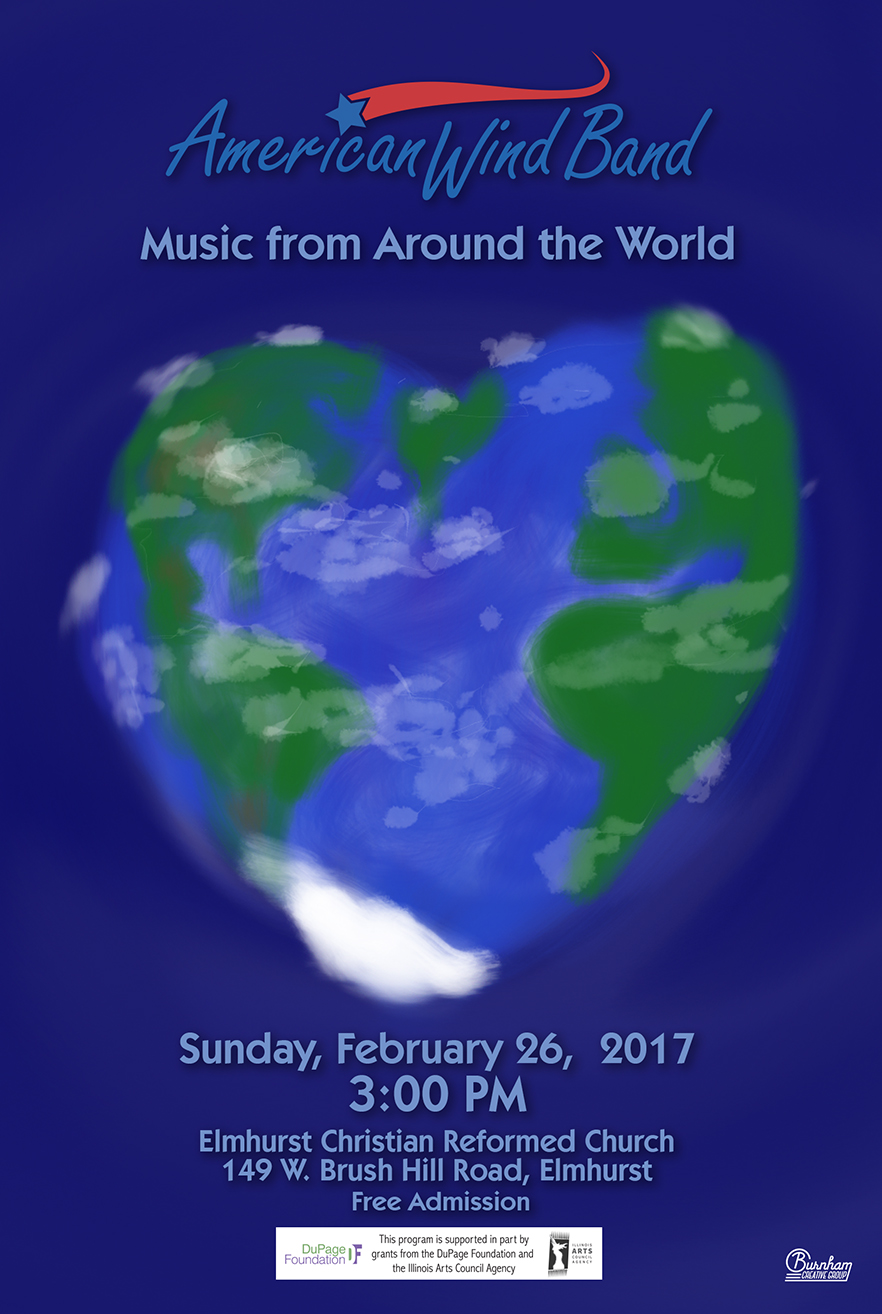 American Wind Band
Music from Around the World
Sunday, February 26, 2017
3:00 PM
Elmhurst Christian Reformed Church
149 W. Brush Hill Road, Elmhurst
Free Admission
DuPage
Foundation
This program is supported in part by
grants from the DuPage Foundation and
the Illinois Arts Council Agency
ILLINOIS
ARTS
COUNCIL
AGENCY
Burnham
CREATIVE GROUP